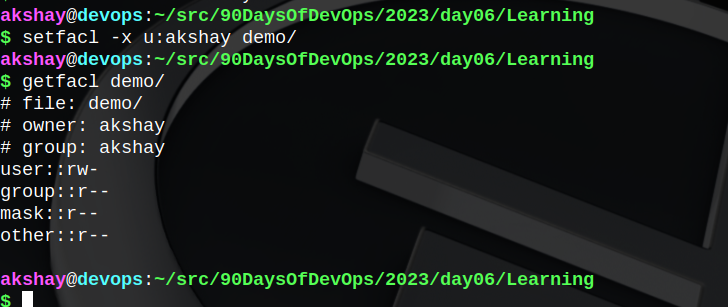 akshay@devops:~/src/90DaysOfDevOps/2023/day06/Learning
$ setfacl -x u:akshay demo/
akshay@devops:~/src/90DaysOfDevOps/2023/day06/Learning
$ getfacl demo/
# file: demo/
# owner: akshay
# group: akshay
user::rw-
group::r--
mask::r--
other::r--
akshay@devops:~/src/90DaysOfDevOps/2023/day06/Learning
$